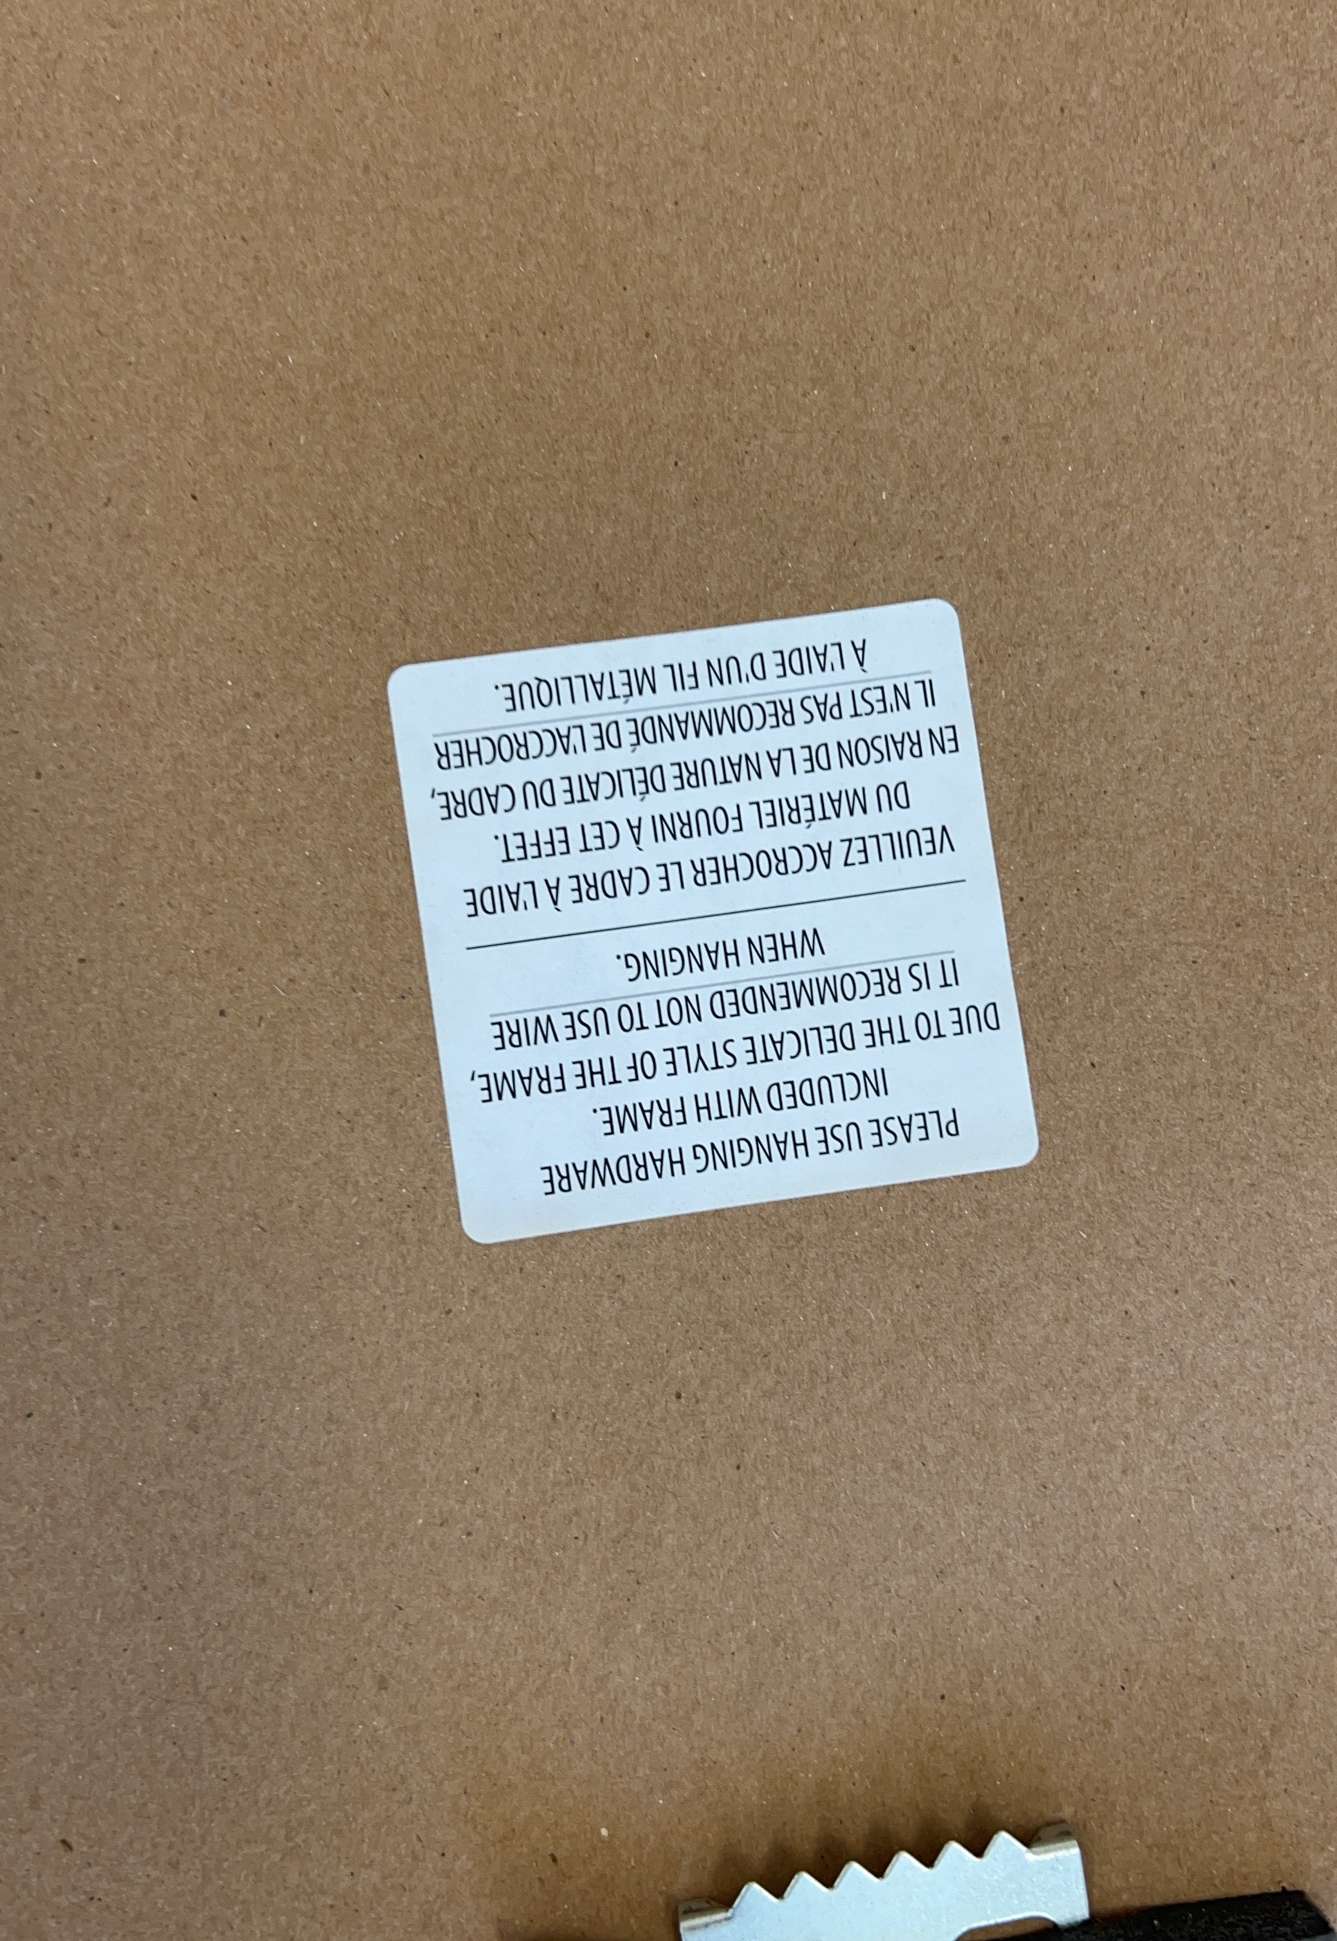 PLEASE USE HANGING HARDWARE
INCLUDED WITH FRAME.
DUE TO THE DELICATE STYLE OF THE FRAME,
IT IS RECOMMENDED NOT TO USE WIRE
WHEN HANGING.
VEUILLEZ ACCROCHER LE CADRE À L'AIDE
DU MATÉRIEL FOURNI À CET EFFET.
EN RAISON DE LA NATURE DÉLICATE DU CADRE,
IL N'EST PAS RECOMMANDÉ DE L'ACCROCHER
À L'AIDE D'UN FIL MÉTALLIQUE.